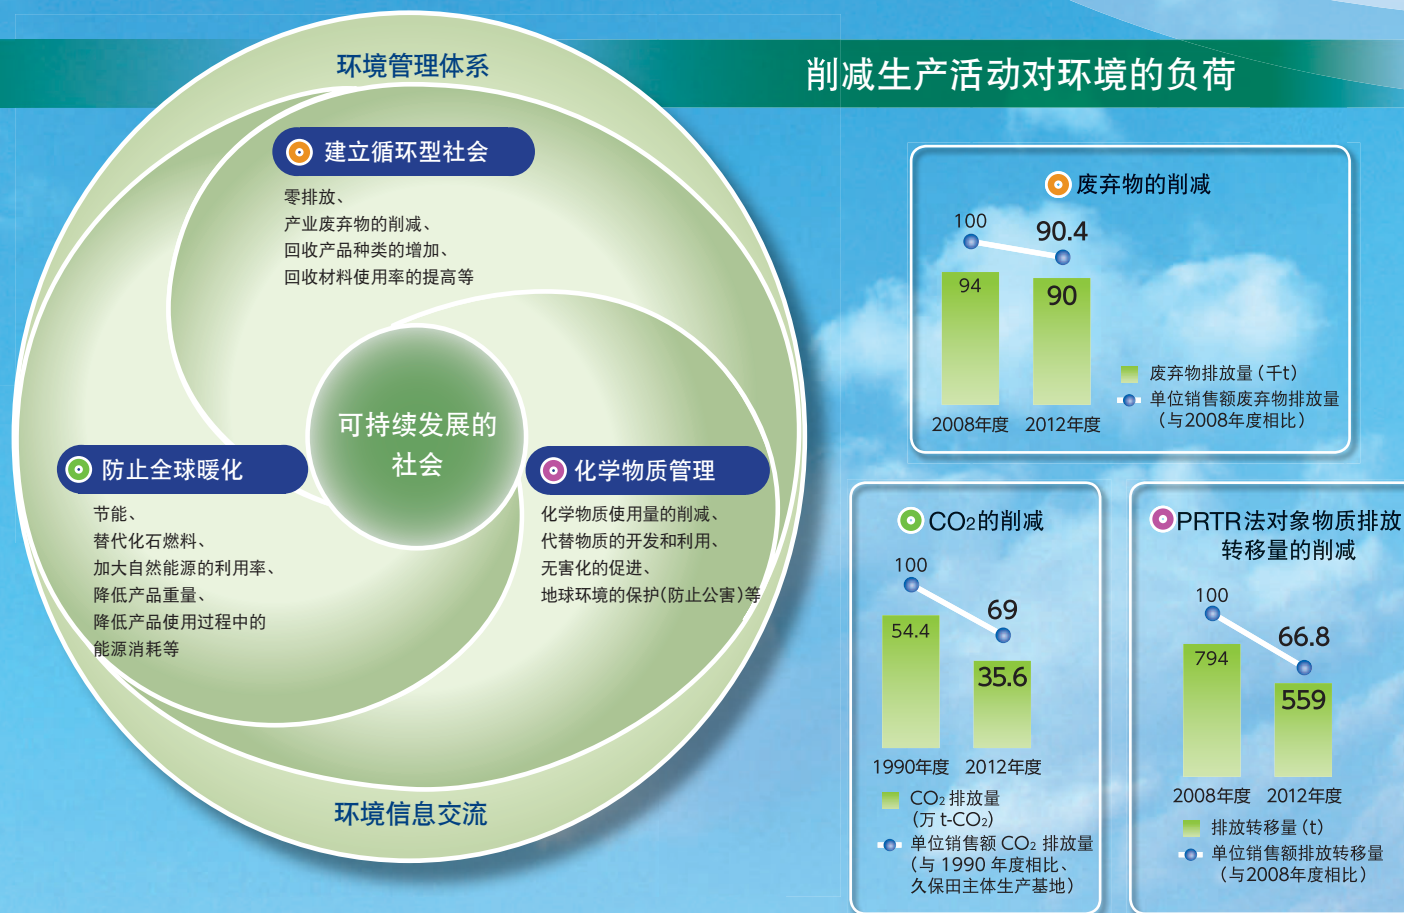 环境管理体系
建立循环型社会
零排放、
产业废弃物的削减、
回收产品种类的增加、
回收材料使用率的提高等
可持续发展的
社会
防止全球暖化
节能、
替代化石燃料、
加大自然能源的利用率、
降低产品重量、
降低产品使用过程中的
能源消耗等
化学物质管理
化学物质使用量的削减、
代替物质的开发和利用、
无害化的促进、
地球环境的保护(防止公害)等
环境信息交流
削减生产活动对环境的负荷
废弃物的削减
100
90.4
94
90
2008年度 2012年度
废弃物排放量（千t）
单位销售额废弃物排放量
（与2008年度相比）
CO₂的削减
100
69
54.4
35.6
1990年度 2012年度
CO₂ 排放量
（万 t-CO₂）
单位销售额 CO₂ 排放量
（与 1990 年度相比、
久保田主体生产基地）
PRTR法对象物质排放
转移量的削减
100
66.8
794
559
2008年度 2012年度
排放转移量（t）
单位销售额排放转移量
（与2008年度相比）